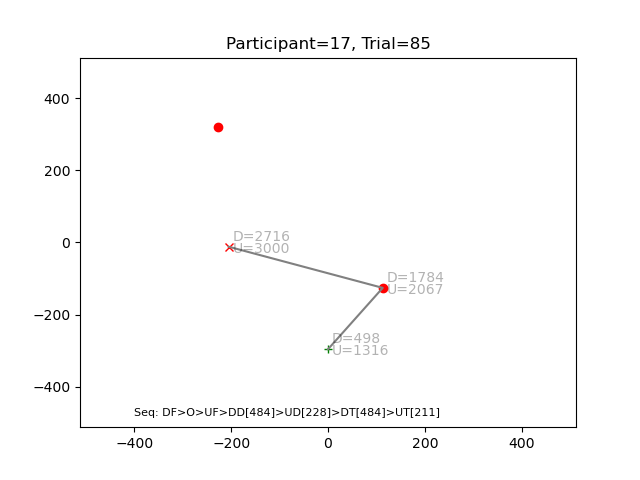 Participant=17, Trial=85
400
200
0
−200
−400
D=2716
U=3000
D=1784
U=2067
D=498
U=1316
Seq: DF>O>UF>DD[484]>UD[228]>DT[484]>UT[211]
−400 −200 0 200 400